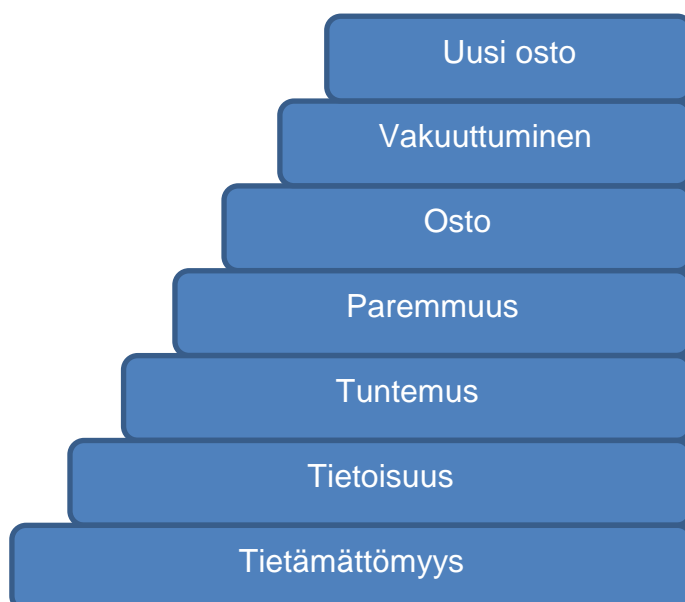 Uusi osto
Vakuuttuminen
Osto
Paremmuus
Tuntemus
Tietoisuus
Tietämättömyys